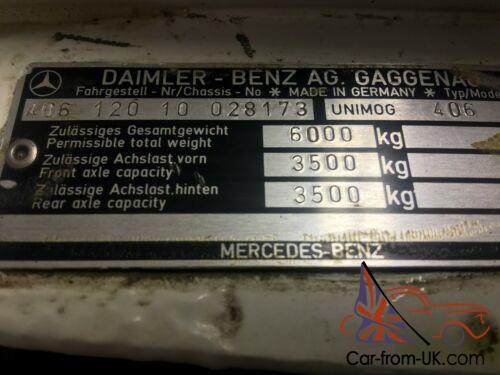 DAIMLER - BENZ AG. GAGGENAU
Fahrgestell - Nr/Chassis - No ✳ MADE IN GERMANY ✳ Typ/Mode
406 120 10 028173 UNIMOG 406
Zulässiges Gesamtgewicht
Permissible total weight
6000 kg
Zulässige Achslast,vorn
Front axle capacity
3500 kg
Zulässige Achslast,hinten
Rear axle capacity
3500 kg
MERCEDES-BENZ
Car-from-UK.com